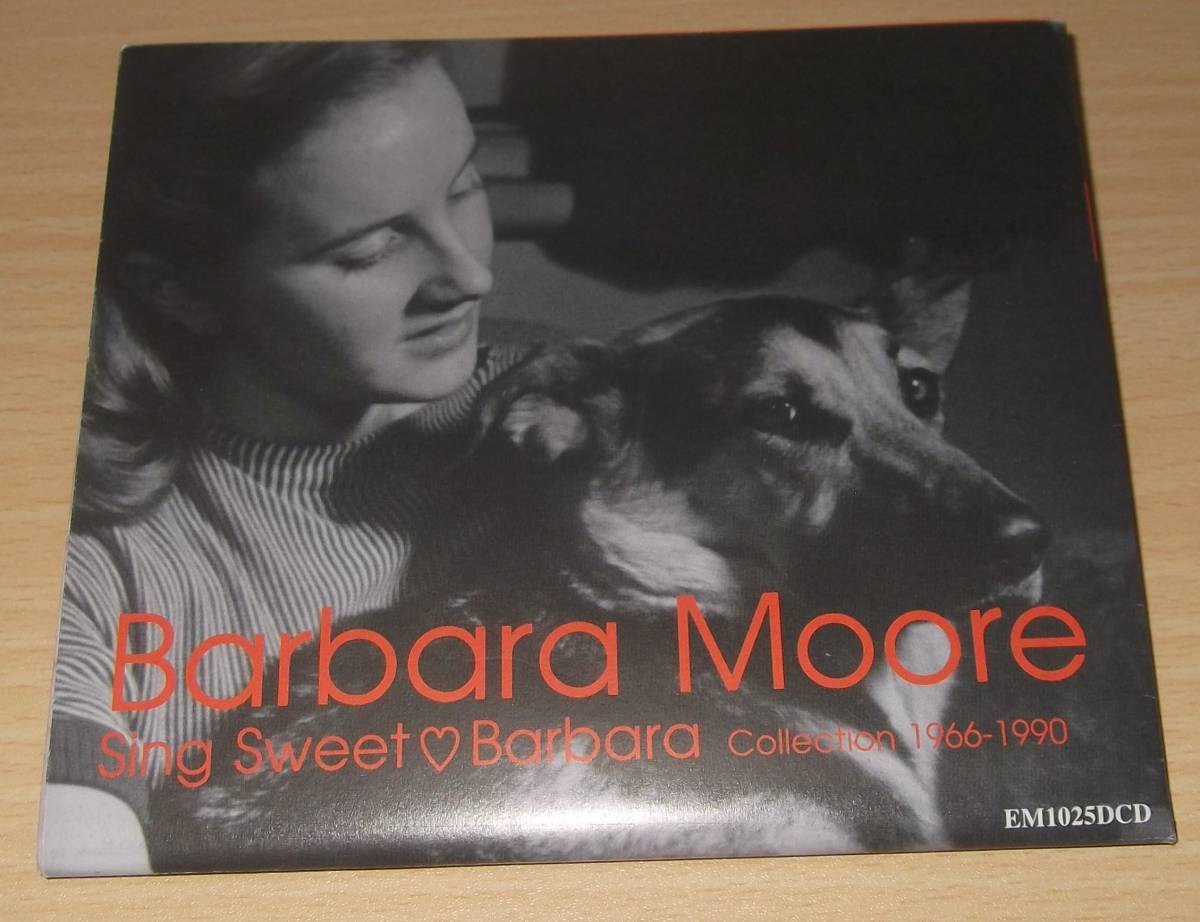 Barbara Moore
Sing Sweet♡Barbara Collection 1966-1990
EM1025DCD